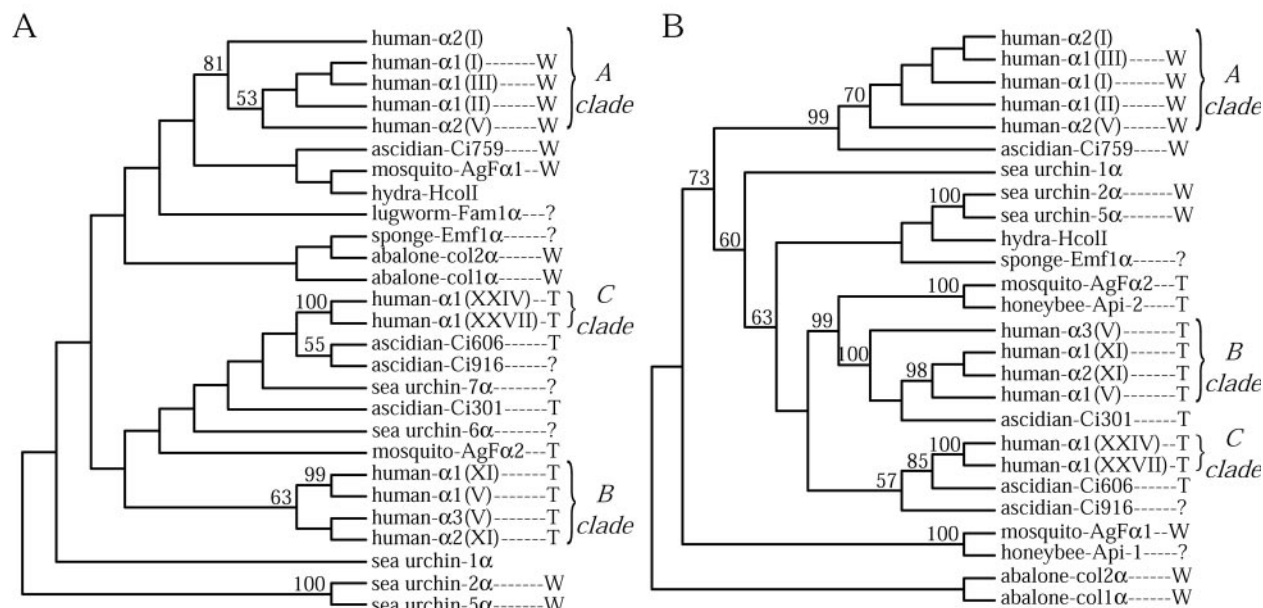 A
81
53
human-α2(I)
human-α1(I)-------W
human-α1(III)-----W
human-α1(II)------W
human-α2(V)------W
A
clade
ascidian-Ci759-----W
mosquito-AgFα1--W
hydra-HcolI
lugworm-Fam1α---?
sponge-Emf1α------?
abalone-col2α------W
abalone-col1α------W
100
55
human-α1(XXIV)--T
human-α1(XXVII)-T
C
clade
ascidian-Ci606------T
ascidian-Ci916------?
sea urchin-7α-------?
ascidian-Ci301------T
sea urchin-6α-------?
mosquito-AgFα2---T
99
63
human-α1(XI)-----T
human-α1(V)-------T
human-α3(V)-------T
human-α2(XI)-----T
B
clade
sea urchin-1α
100
sea urchin-2α-------W
sea urchin-5α-------W
B
99
70
human-α2(I)
human-α1(III)-----W
human-α1(I)-------W
human-α1(II)------W
human-α2(V)------W
A
clade
ascidian-Ci759-----W
73
60
sea urchin-1α
100
sea urchin-2α------W
sea urchin-5α------W
hydra-HcolI
sponge-Emf1α------?
63
99
100
mosquito-AgFα2---T
honeybee-Api-2----T
100
98
human-α3(V)-------T
human-α1(XI)-----T
human-α2(XI)-----T
human-α1(V)-------T
B
clade
ascidian-Ci301------T
57
85
100
human-α1(XXIV)--T
human-α1(XXVII)-T
C
clade
ascidian-Ci606------T
ascidian-Ci916------?
100
mosquito-AgFα1--W
honeybee-Api-1-----?
abalone-col2α------W
abalone-col1α------W